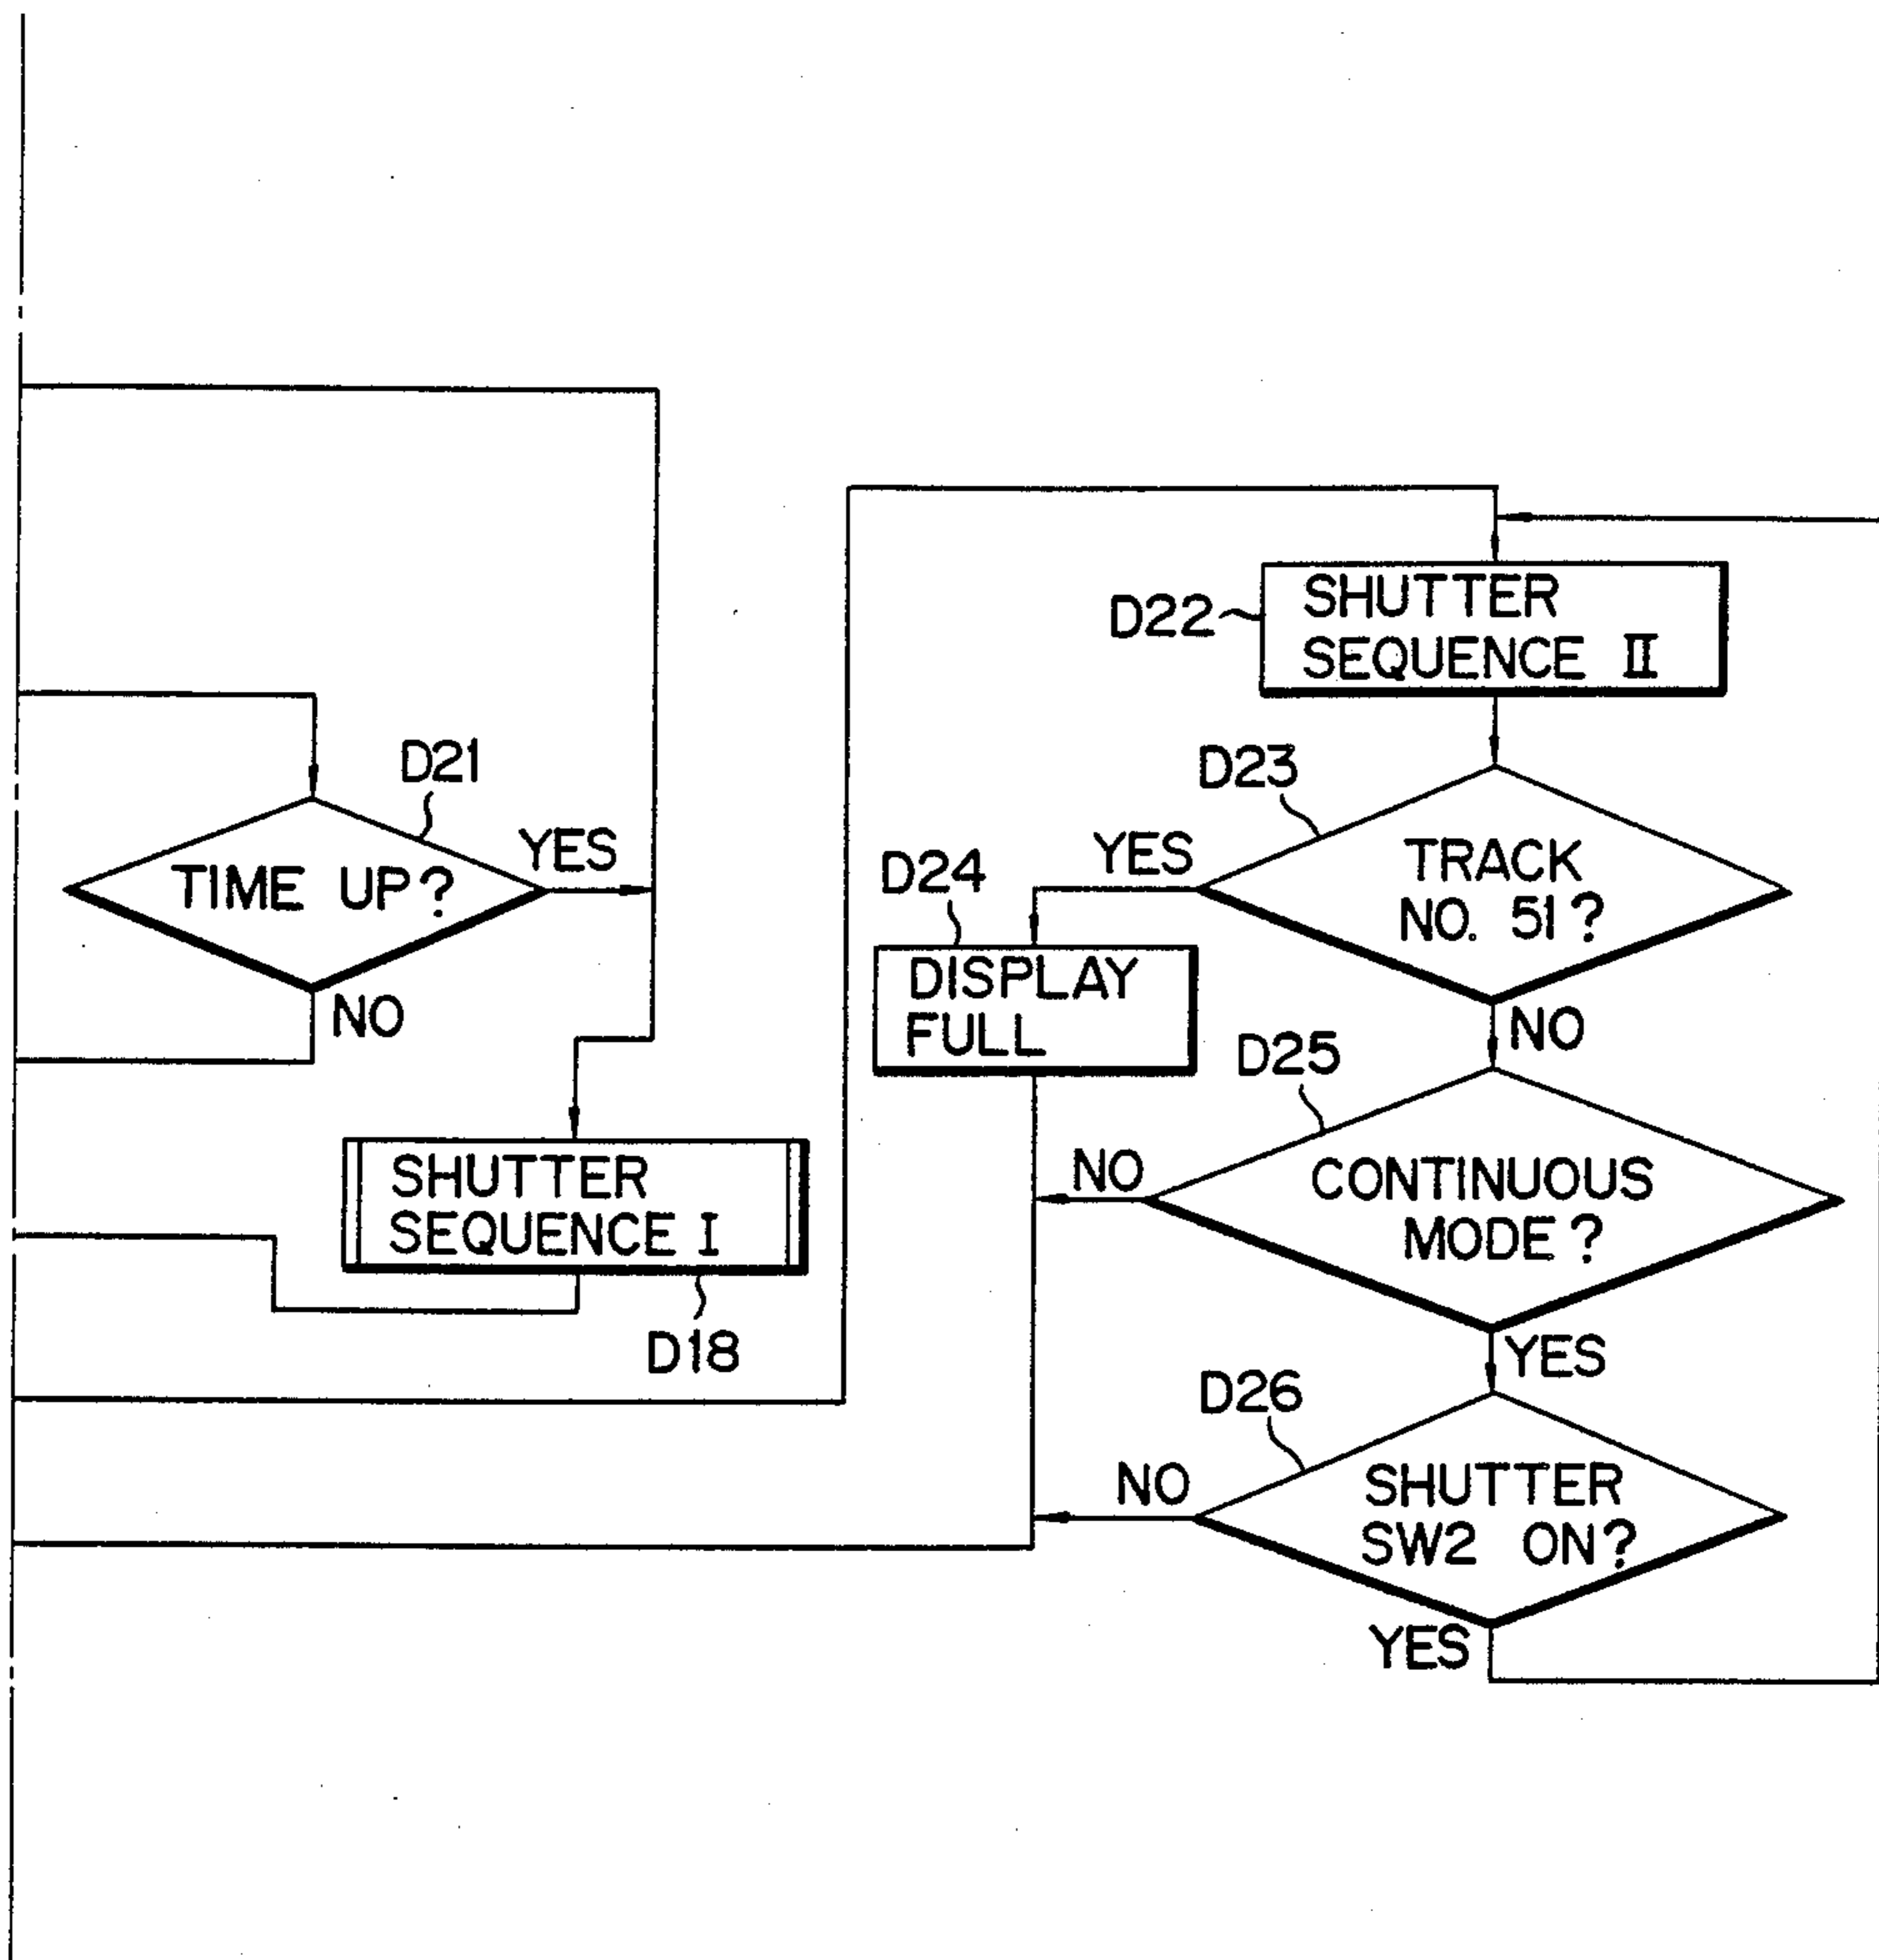 D21
TIME UP?
YES
NO
SHUTTER
SEQUENCE I
D18
D22
SHUTTER
SEQUENCE II
D23
TRACK
NO. 51?
YES
NO
D24
DISPLAY
FULL
D25
CONTINUOUS
MODE?
NO
YES
D26
SHUTTER
SW2 ON?
NO
YES